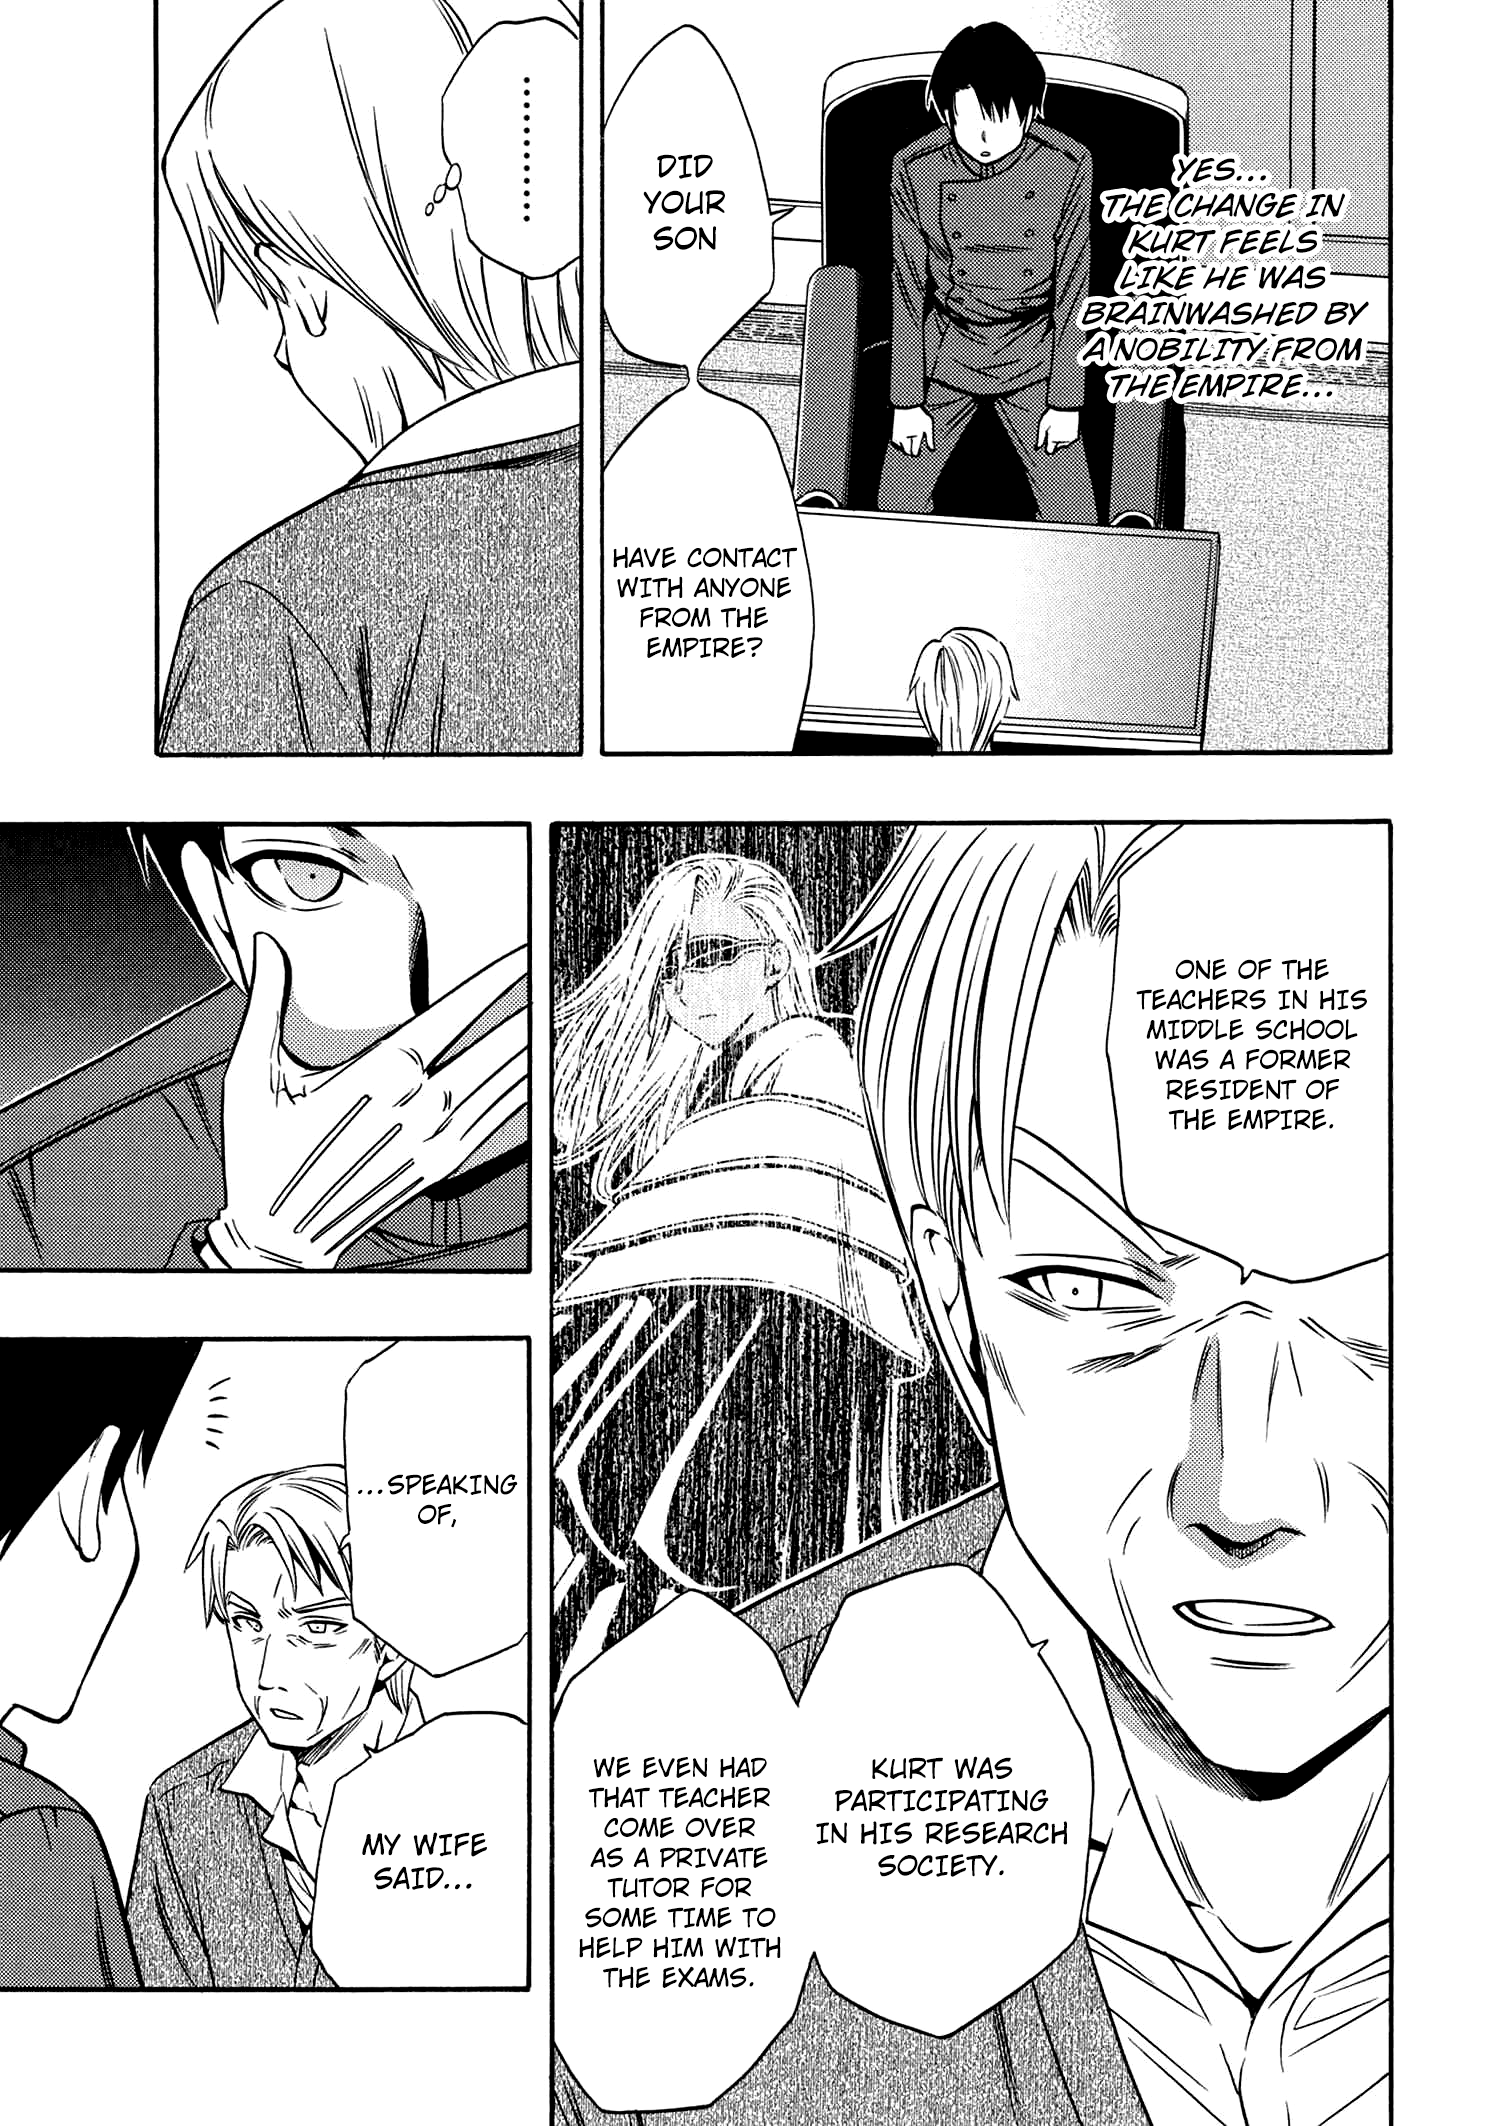 YES...
THE CHANGE IN
KURT FEELS
LIKE HE WAS
BRAINWASHED BY
A NOBILITY FROM
THE EMPIRE...
DID
YOUR
SON
HAVE CONTACT
WITH ANYONE
FROM THE
EMPIRE?
.........
ONE OF THE
TEACHERS IN HIS
MIDDLE SCHOOL
WAS A FORMER
RESIDENT OF
THE EMPIRE.
KURT WAS
PARTICIPATING
IN HIS RESEARCH
SOCIETY.
WE EVEN HAD
THAT TEACHER
COME OVER
AS A PRIVATE
TUTOR FOR
SOME TIME TO
HELP HIM WITH
THE EXAMS.
...SPEAKING
OF,
MY WIFE
SAID...